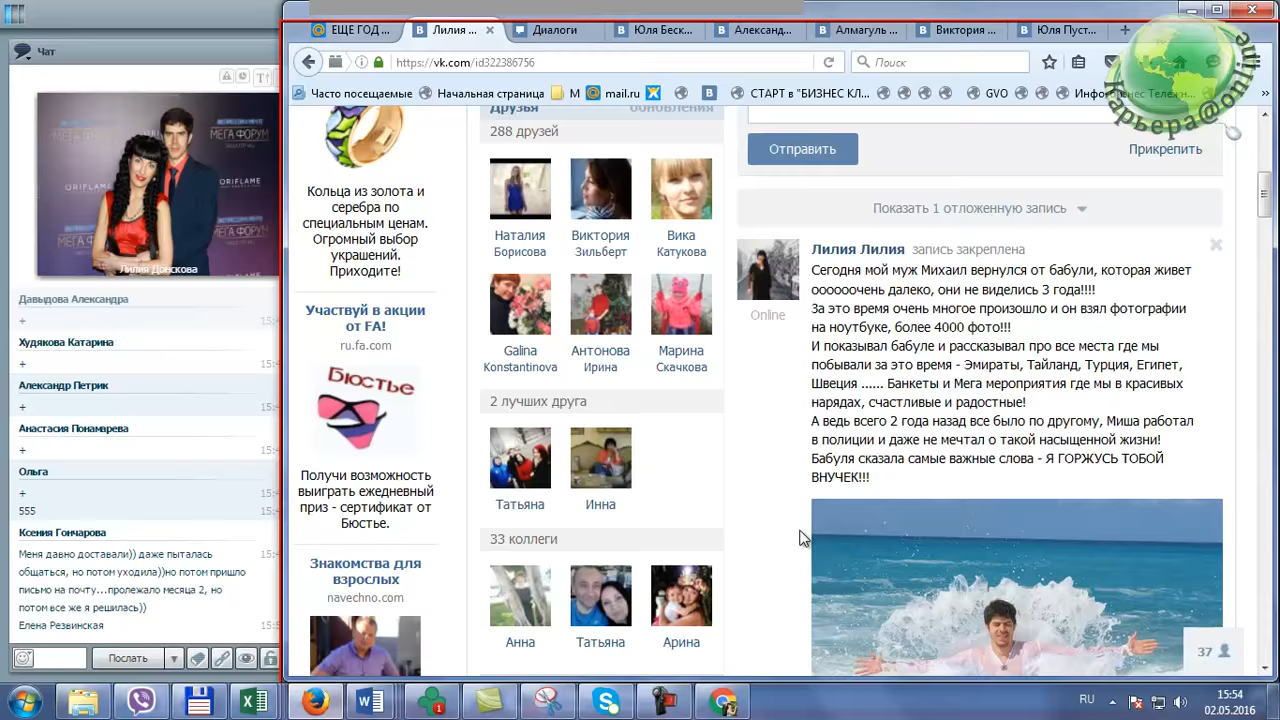 Чат
ORIFLAME
МЕГА ФОРУМ
Лилия Донскова
Давыдова Александра
+
Худякова Катарина
+
Александр Петрик
+
Анастасия Понамарева
+
Ольга
+
555
Ксения Гончарова
Меня давно доставали)) даже пыталась
общаться, но потом уходила))но потом пришло
письмо на почту...пролежало месяца 2, но
потом все же я решилась))
Елена Резвинская
Послать
ЕЩЕ ГОД ...
Лилия ...
Диалоги
Юля Беск...
Александ...
Алмагуль ...
Виктория ...
Юля Пуст...
https://vk.com/id322386756
Поиск
Часто посещаемые
Начальная страница
М
mail.ru
СТАРТ в "БИЗНЕС КЛ...
GVO
Инфогеограф Тележн...
карьера@online
Кольца из золота и
серебра по
специальным ценам.
Огромный выбор
украшений.
Приходите!
Участвуй в акции
от FA!
ru.fa.com
Бюстье
Получи возможность
выиграть ежедневный
приз - сертификат от
Бюстье.
Знакомства для
взрослых
navechno.com
Друзья
обновления
288 друзей
Наталия
Борисова
Виктория
Зильберт
Вика
Катукова
Galina
Konstantinova
Антонова
Ирина
Марина
Скачкова
2 лучших друга
Татьяна
Инна
33 коллеги
Анна
Татьяна
Арина
Отправить
Прикрепить
Показать 1 отложенную запись
Лилия Лилия запись закреплена
Online
Сегодня мой муж Михаил вернулся от бабули, которая живет
оооооочень далеко, они не виделись 3 года!!!!
За это время очень многое произошло и он взял фотографии
на ноутбуке, более 4000 фото!!!
И показывал бабуле и рассказывал про все места где мы
побывали за это время - Эмираты, Тайланд, Турция, Египет,
Швеция ...... Банкеты и Мега мероприятия где мы в красивых
нарядах, счастливые и радостные!
А ведь всего 2 года назад все было по другому, Миша работал
в полиции и даже не мечтал о такой насыщенной жизни!
Бабуля сказала самые важные слова - Я ГОРЖУСЬ ТОБОЙ
ВНУЧЕК!!!
37
RU
15:54
02.05.2016